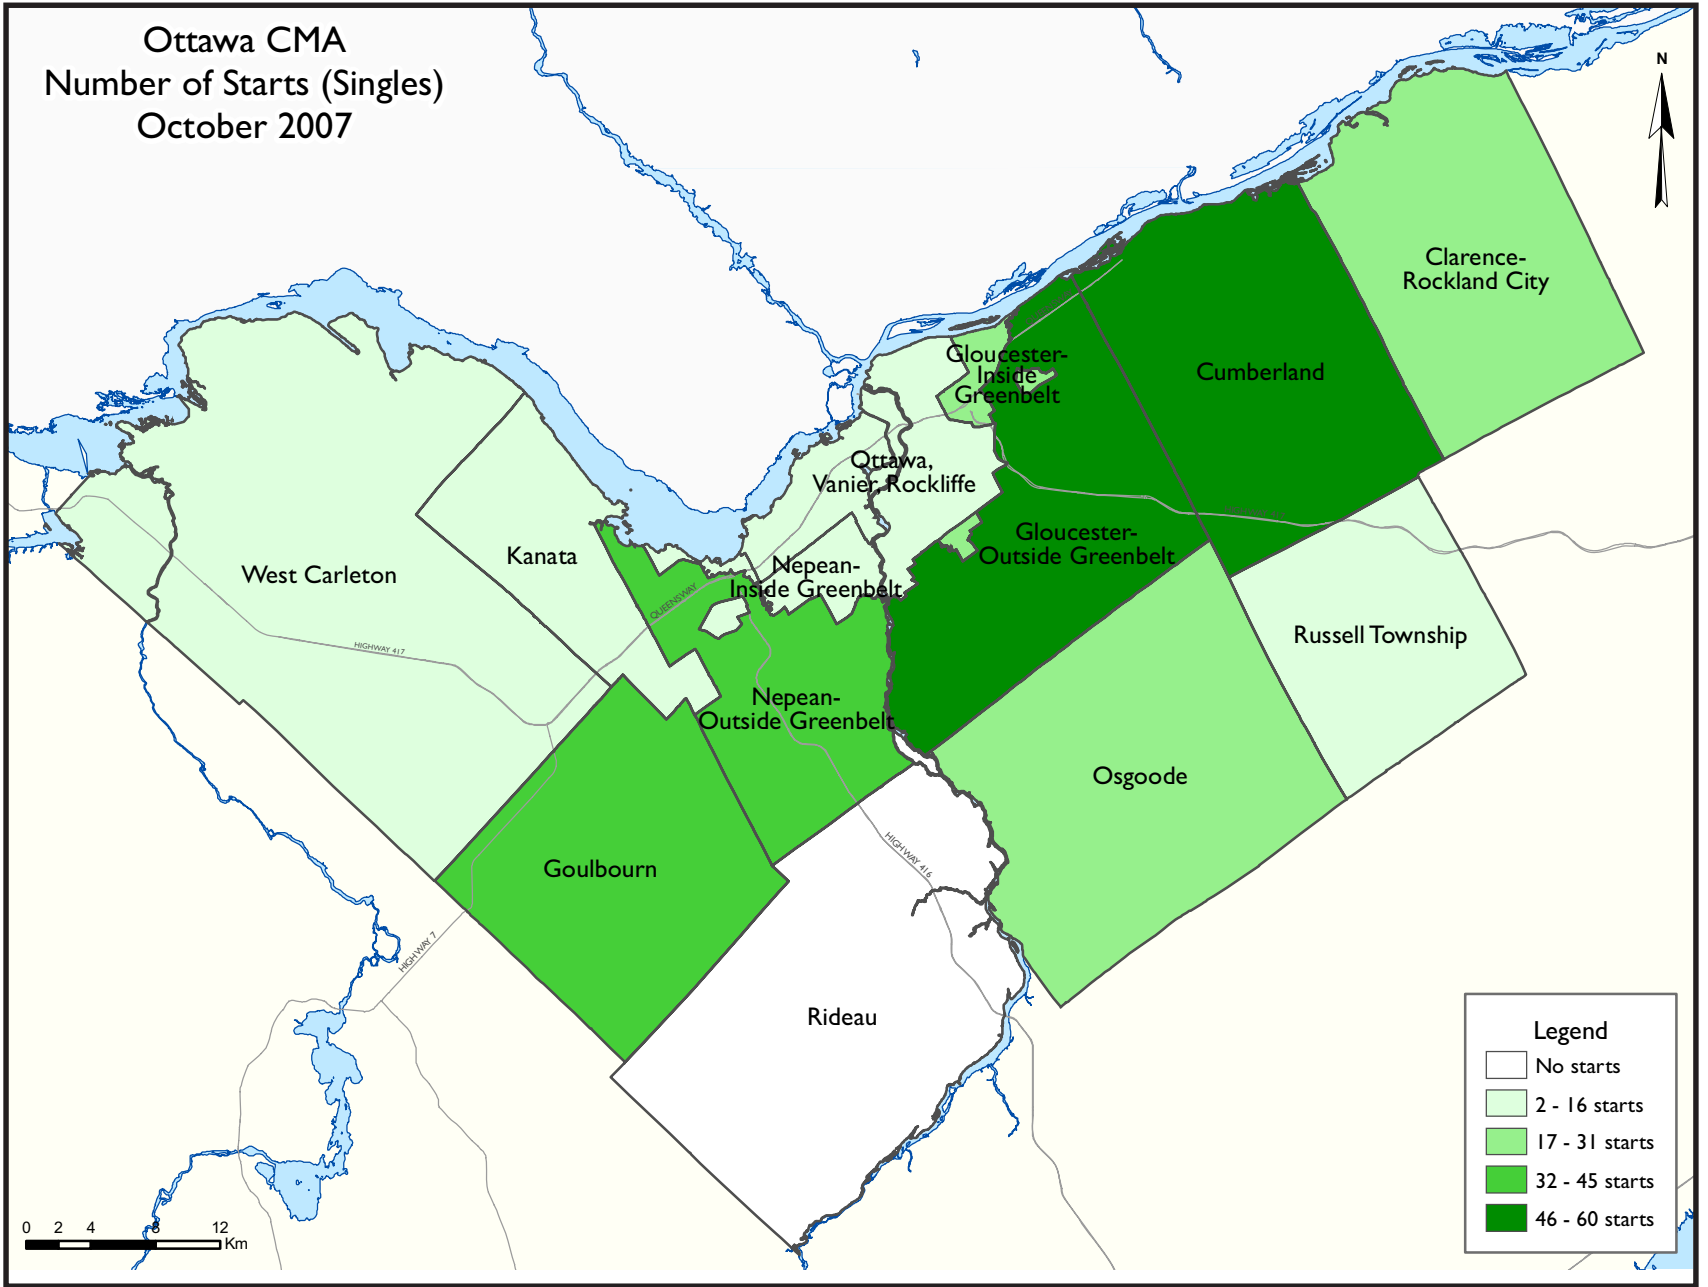 Ottawa CMA
Number of Starts (Singles)
October 2007
N
Clarence-
Rockland City
Gloucester-
Inside
Greenbelt
Cumberland
Ottawa,
Vanier, Rockliffe
Gloucester-
Outside Greenbelt
Kanata
West Carleton
Nepean-
Inside Greenbelt
QUEENSWAY
HIGHWAY 417
Russell Township
Nepean-
Outside Greenbelt
Osgoode
Goulbourn
HIGHWAY 416
HIGHWAY 7
Rideau
Legend
No starts
2 - 16 starts
17 - 31 starts
32 - 45 starts
46 - 60 starts
0 2 4 8 12
Km